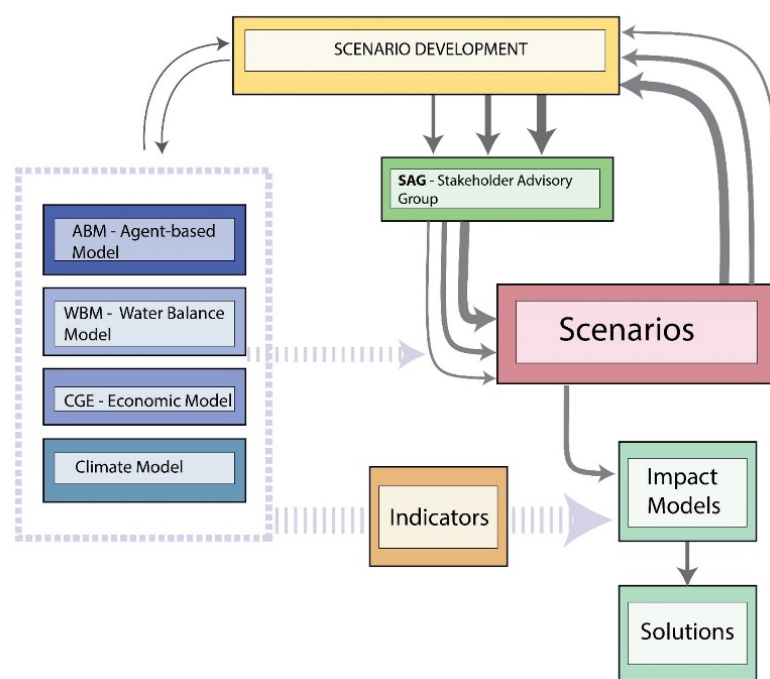 SCENARIO DEVELOPMENT
SAG - Stakeholder Advisory
Group
ABM - Agent-based
Model
WBM - Water Balance
Model
CGE - Economic Model
Climate Model
Scenarios
Indicators
Impact
Models
Solutions